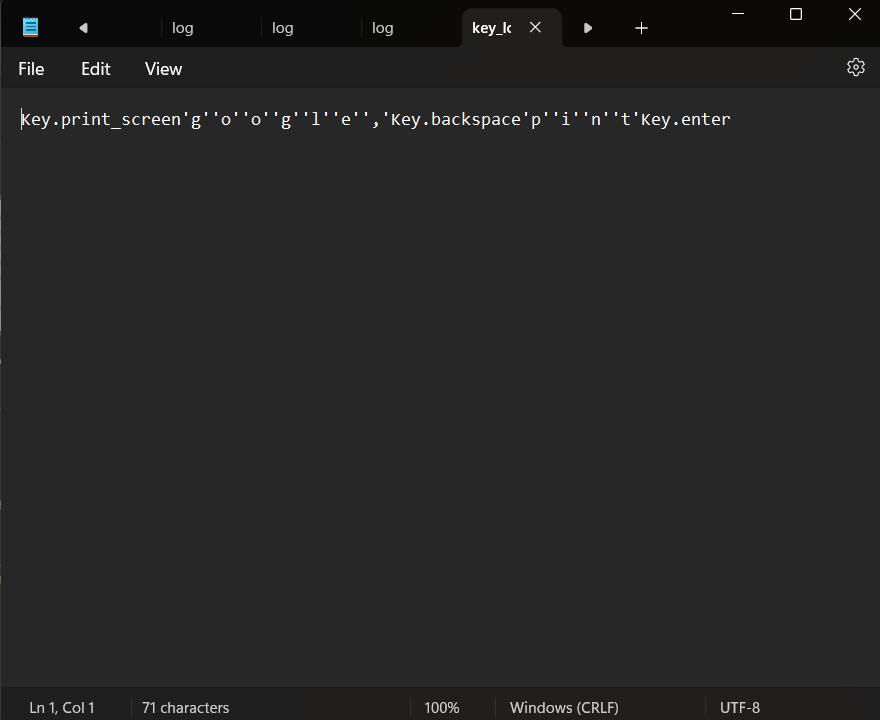 log
log
log
key_lo
File
Edit
View
Key.print_screen'g''o''o''g''l''e'','Key.backspace'p''i''n''t'Key.enter
Ln 1, Col 1
71 characters
100%
Windows (CRLF)
UTF-8